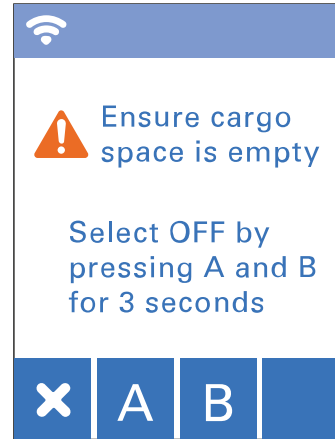 Ensure cargo
space is empty
Select OFF by
pressing A and B
for 3 seconds
A B